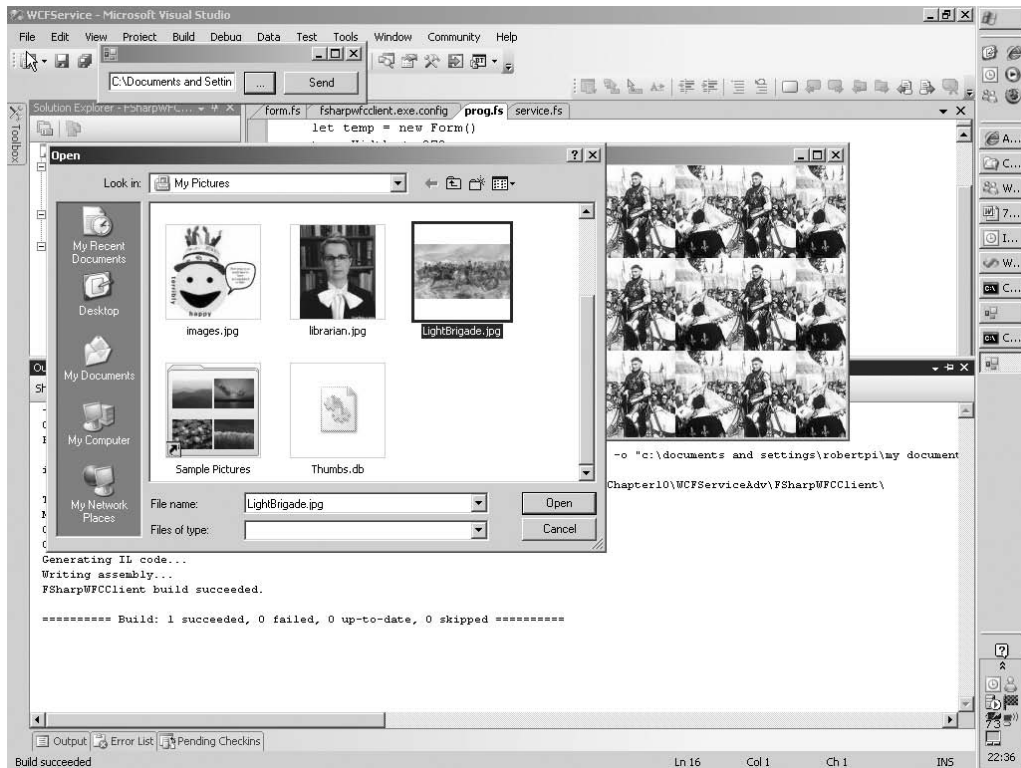 WCFService - Microsoft Visual Studio
File Edit View Project Build Debug Data Test Tools Window Community Help
C:\Documents and Settin ... Send
Solution Explorer - FSharpWFC...
form.fs fsharpwfcclient.exe.config prog.fs service.fs
Toolbox
let temp = new Form()
Open
Look in: My Pictures
My Recent Documents
Desktop
My Documents
My Computer
My Network Places
terribly
happy
images.jpg librarian.jpg LightBrigade.jpg
Sample Pictures Thumbs.db
File name: LightBrigade.jpg Open
Files of type: Cancel
-o "c:\documents and settings\robertpi\my document
Chapter10\WCFServiceAdv\FSharpWFCClient\
Generating IL code...
Writing assembly...
FSharpWFCClient build succeeded.
========== Build: 1 succeeded, 0 failed, 0 up-to-date, 0 skipped ==========
Output Error List Pending Checkins
Build succeeded Ln 16 Col 1 Ch 1 INS
A...
C...
W...
7...
I...
W...
C...
C...
73
22:36